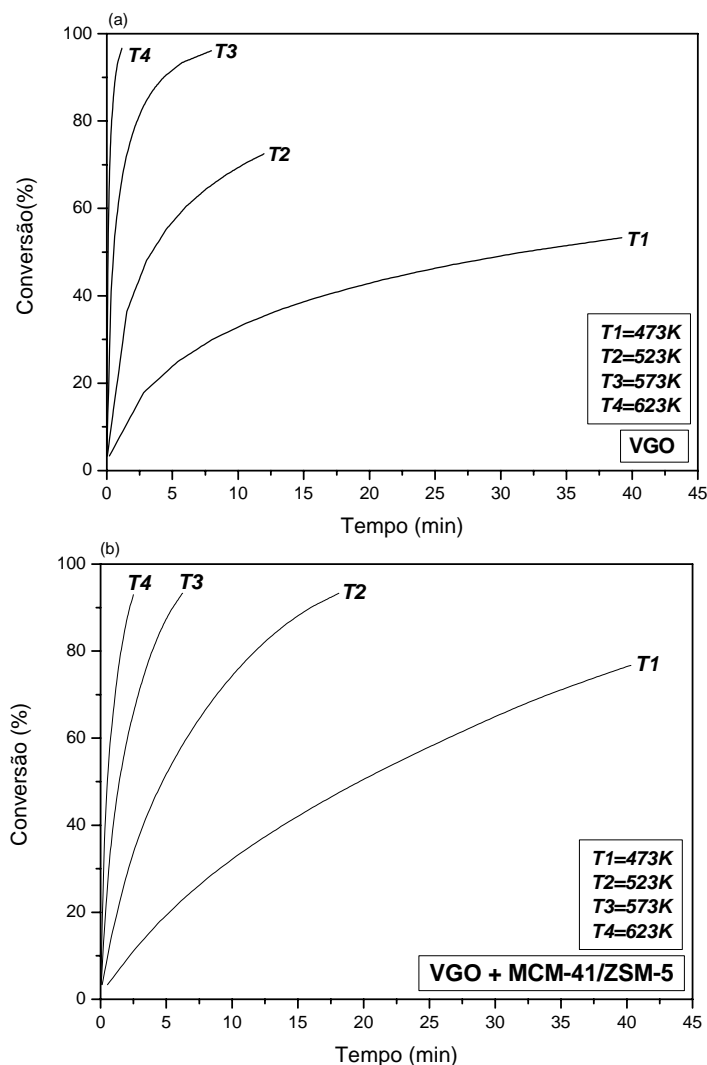 (a)
100
80
60
40
20
0
Conversão(%)
T4
T3
T2
T1
T1=473K
T2=523K
T3=573K
T4=623K
VGO
0 5 10 15 20 25 30 35 40 45
Tempo (min)
(b)
100
80
60
40
20
0
Conversão (%)
T4
T3
T2
T1
T1=473K
T2=523K
T3=573K
T4=623K
VGO + MCM-41/ZSM-5
0 5 10 15 20 25 30 35 40 45
Tempo (min)